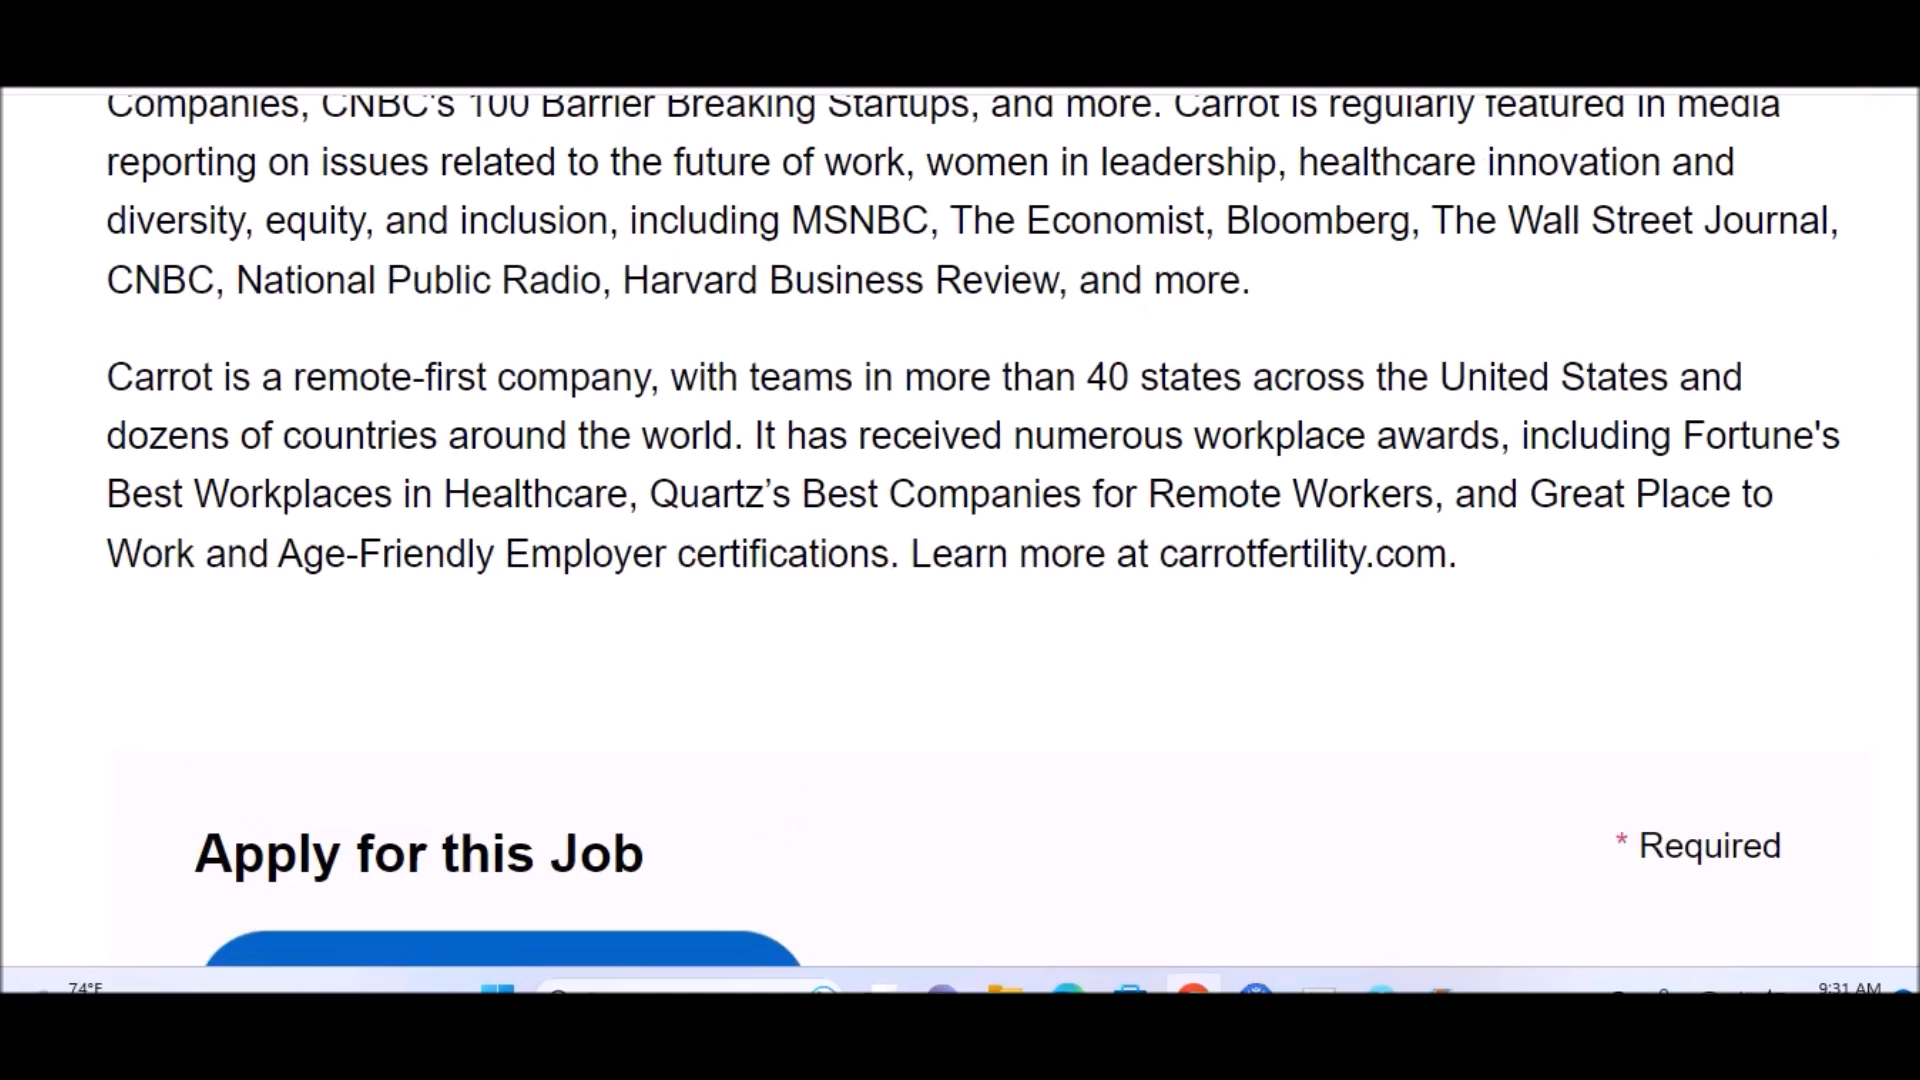 Companies, CNBC's 100 Barrier Breaking Startups, and more. Carrot is regularly featured in media
reporting on issues related to the future of work, women in leadership, healthcare innovation and
diversity, equity, and inclusion, including MSNBC, The Economist, Bloomberg, The Wall Street Journal,
CNBC, National Public Radio, Harvard Business Review, and more.
Carrot is a remote-first company, with teams in more than 40 states across the United States and
dozens of countries around the world. It has received numerous workplace awards, including Fortune's
Best Workplaces in Healthcare, Quartz’s Best Companies for Remote Workers, and Great Place to
Work and Age-Friendly Employer certifications. Learn more at carrotfertility.com.
Apply for this Job
* Required
74°F
9:31 AM